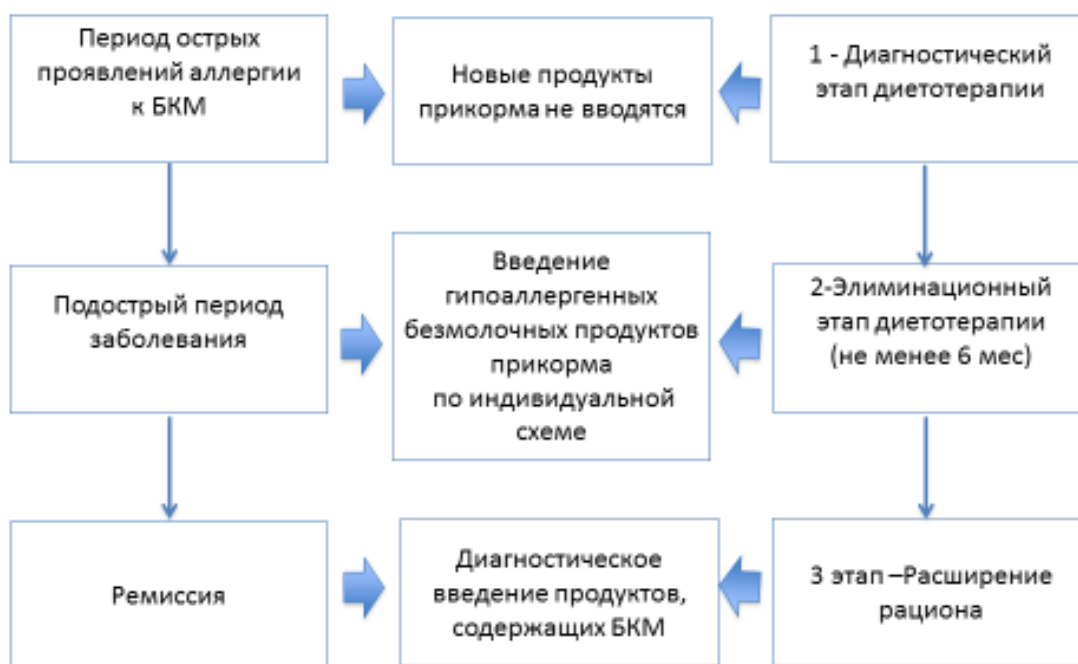 Период острых
проявлений аллергии
к БКМ
Новые продукты
прикорма не вводятся
1 - Диагностический
этап диетотерапии
Подострый период
заболевания
Введение
гипоаллергенных
безмолочных продуктов
прикорма
по индивидуальной
схеме
2-Элиминационный
этап диетотерапии
(не менее 6 мес)
Ремиссия
Диагностическое
введение продуктов,
содержащих БКМ
3 этап –Расширение
рациона